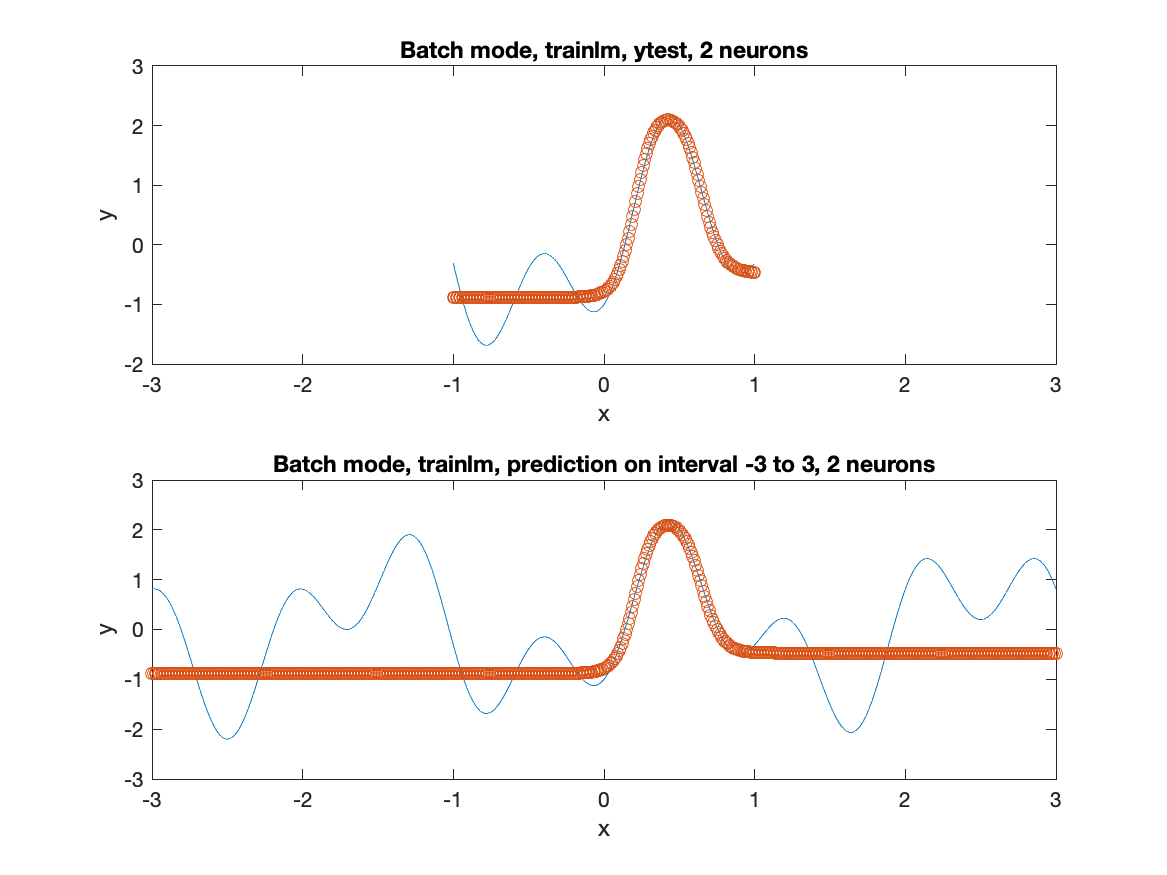 Batch mode, trainlm, ytest, 2 neurons
3
2
1
0
-1
-2
y
-3 -2 -1 0 1 2 3
x
Batch mode, trainlm, prediction on interval -3 to 3, 2 neurons
3
2
1
0
-1
-2
-3
y
-3 -2 -1 0 1 2 3
x